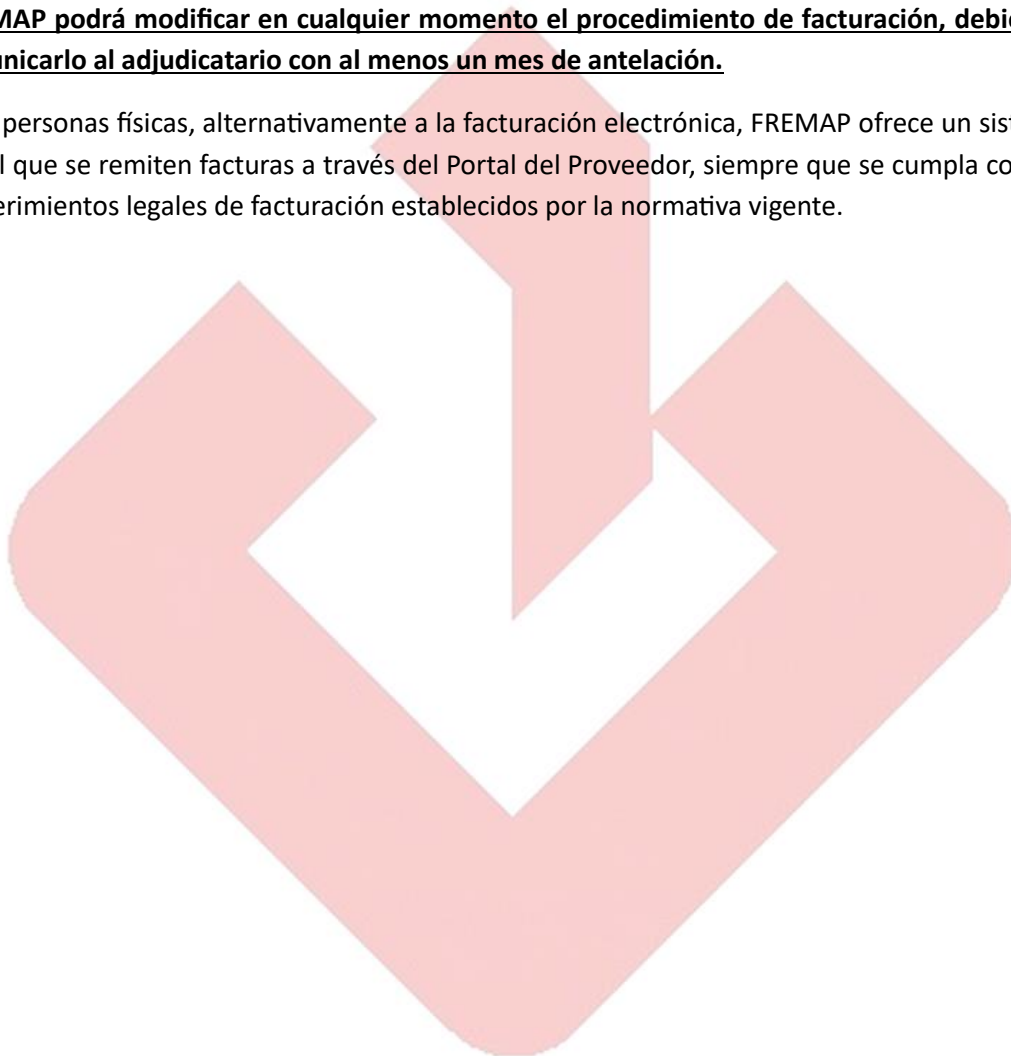 MAP podrá modificar en cualquier momento el procedimiento de facturación, debi
unicarlo al adjudicatario con al menos un mes de antelación.
personas físicas, alternativamente a la facturación electrónica, FREMAP ofrece un sist
l que se remiten facturas a través del Portal del Proveedor, siempre que se cumpla co
erimientos legales de facturación establecidos por la normativa vigente.